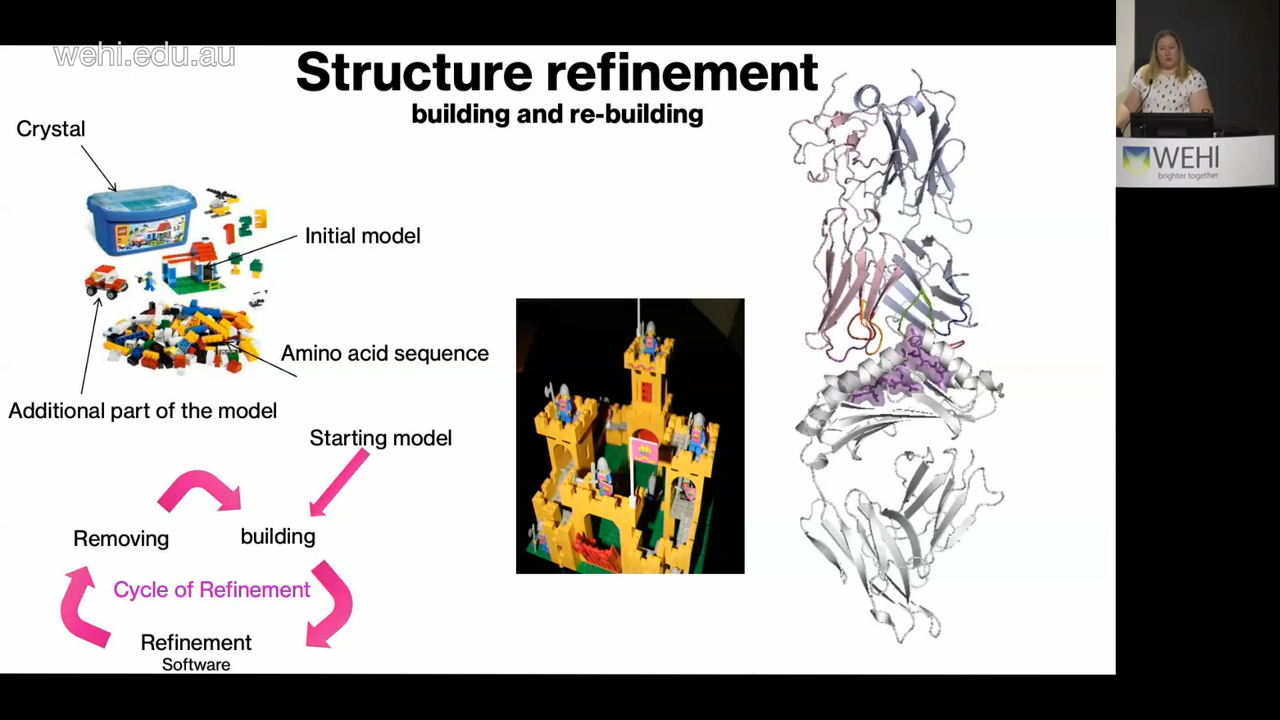 wehi.edu.au
Structure refinement
building and re-building
Crystal
Initial model
Amino acid sequence
Additional part of the model
Starting model
Removing
building
Cycle of Refinement
Refinement
Software
WEHI
brighter together